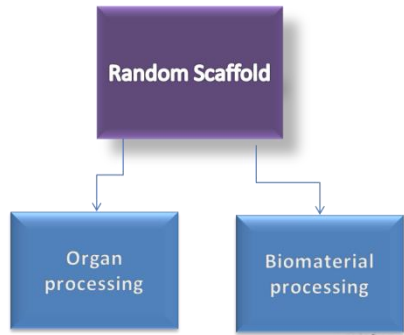 Random Scaffold
Organ
processing
Biomaterial
processing